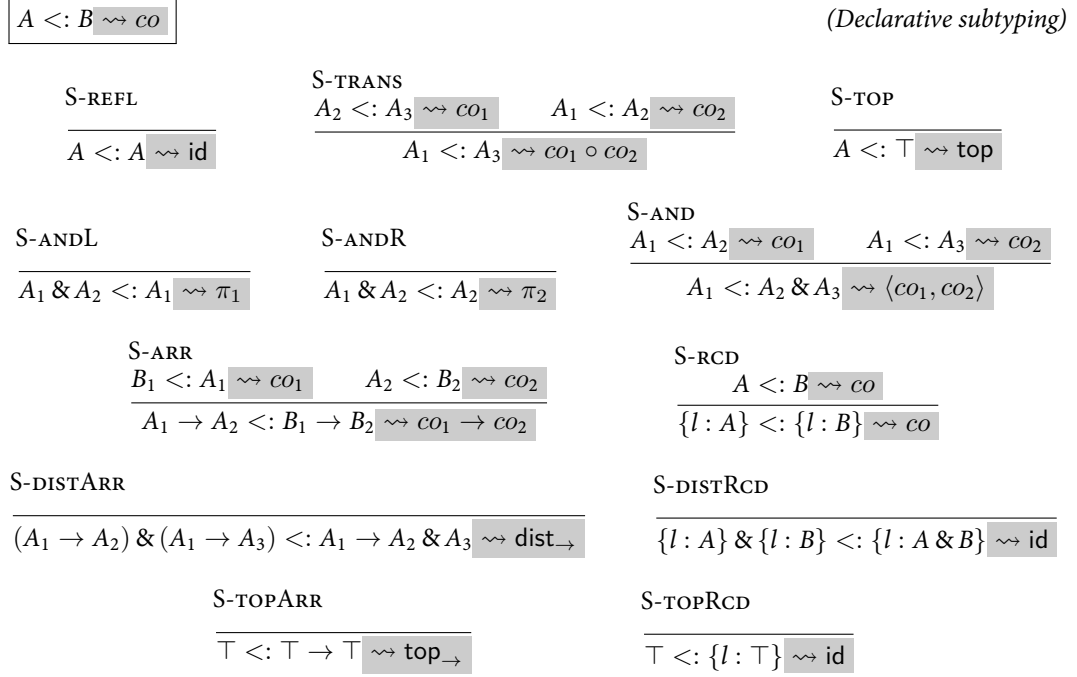 A <: B ⇝ co (Declarative subtyping)
S-REFL S-TRANS S-TOP
A₂ <: A₃ ⇝ co₁ A₁ <: A₂ ⇝ co₂
A <: A ⇝ id A₁ <: A₃ ⇝ co₁ ∘ co₂ A <: ⊤ ⇝ top
S-ANDL S-ANDR S-AND
A₁ <: A₂ ⇝ co₁ A₁ <: A₃ ⇝ co₂
A₁ & A₂ <: A₁ ⇝ π₁ A₁ & A₂ <: A₂ ⇝ π₂ A₁ <: A₂ & A₃ ⇝ ⟨co₁, co₂⟩
S-ARR S-RCD
B₁ <: A₁ ⇝ co₁ A₂ <: B₂ ⇝ co₂ A <: B ⇝ co
A₁ → A₂ <: B₁ → B₂ ⇝ co₁ → co₂ {l : A} <: {l : B} ⇝ co
S-DISTARR S-DISTRCD
(A₁ → A₂) & (A₁ → A₃) <: A₁ → A₂ & A₃ ⇝ dist→ {l : A} & {l : B} <: {l : A & B} ⇝ id
S-TOPARR S-TOPRCD
⊤ <: ⊤ → ⊤ ⇝ top→ ⊤ <: {l : ⊤} ⇝ id